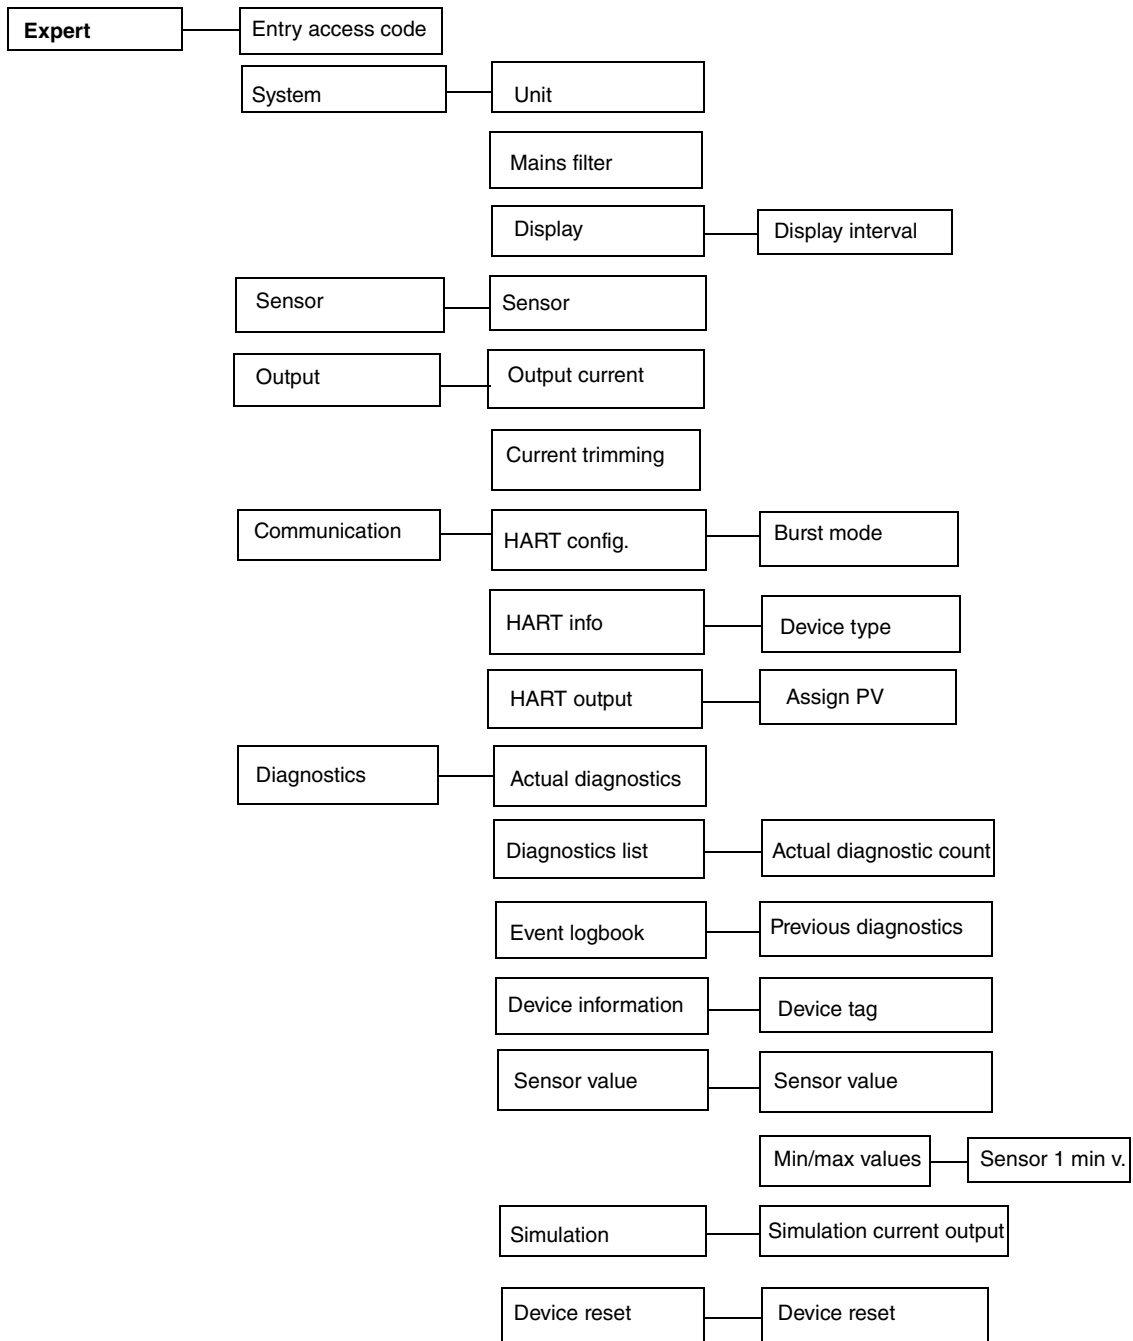 Expert
Entry access code
System
Unit
Mains filter
Display
Display interval
Sensor
Sensor
Output
Output current
Current trimming
Communication
HART config.
Burst mode
HART info
Device type
HART output
Assign PV
Diagnostics
Actual diagnostics
Diagnostics list
Actual diagnostic count
Event logbook
Previous diagnostics
Device information
Device tag
Sensor value
Sensor value
Min/max values
Sensor 1 min v.
Simulation
Simulation current output
Device reset
Device reset